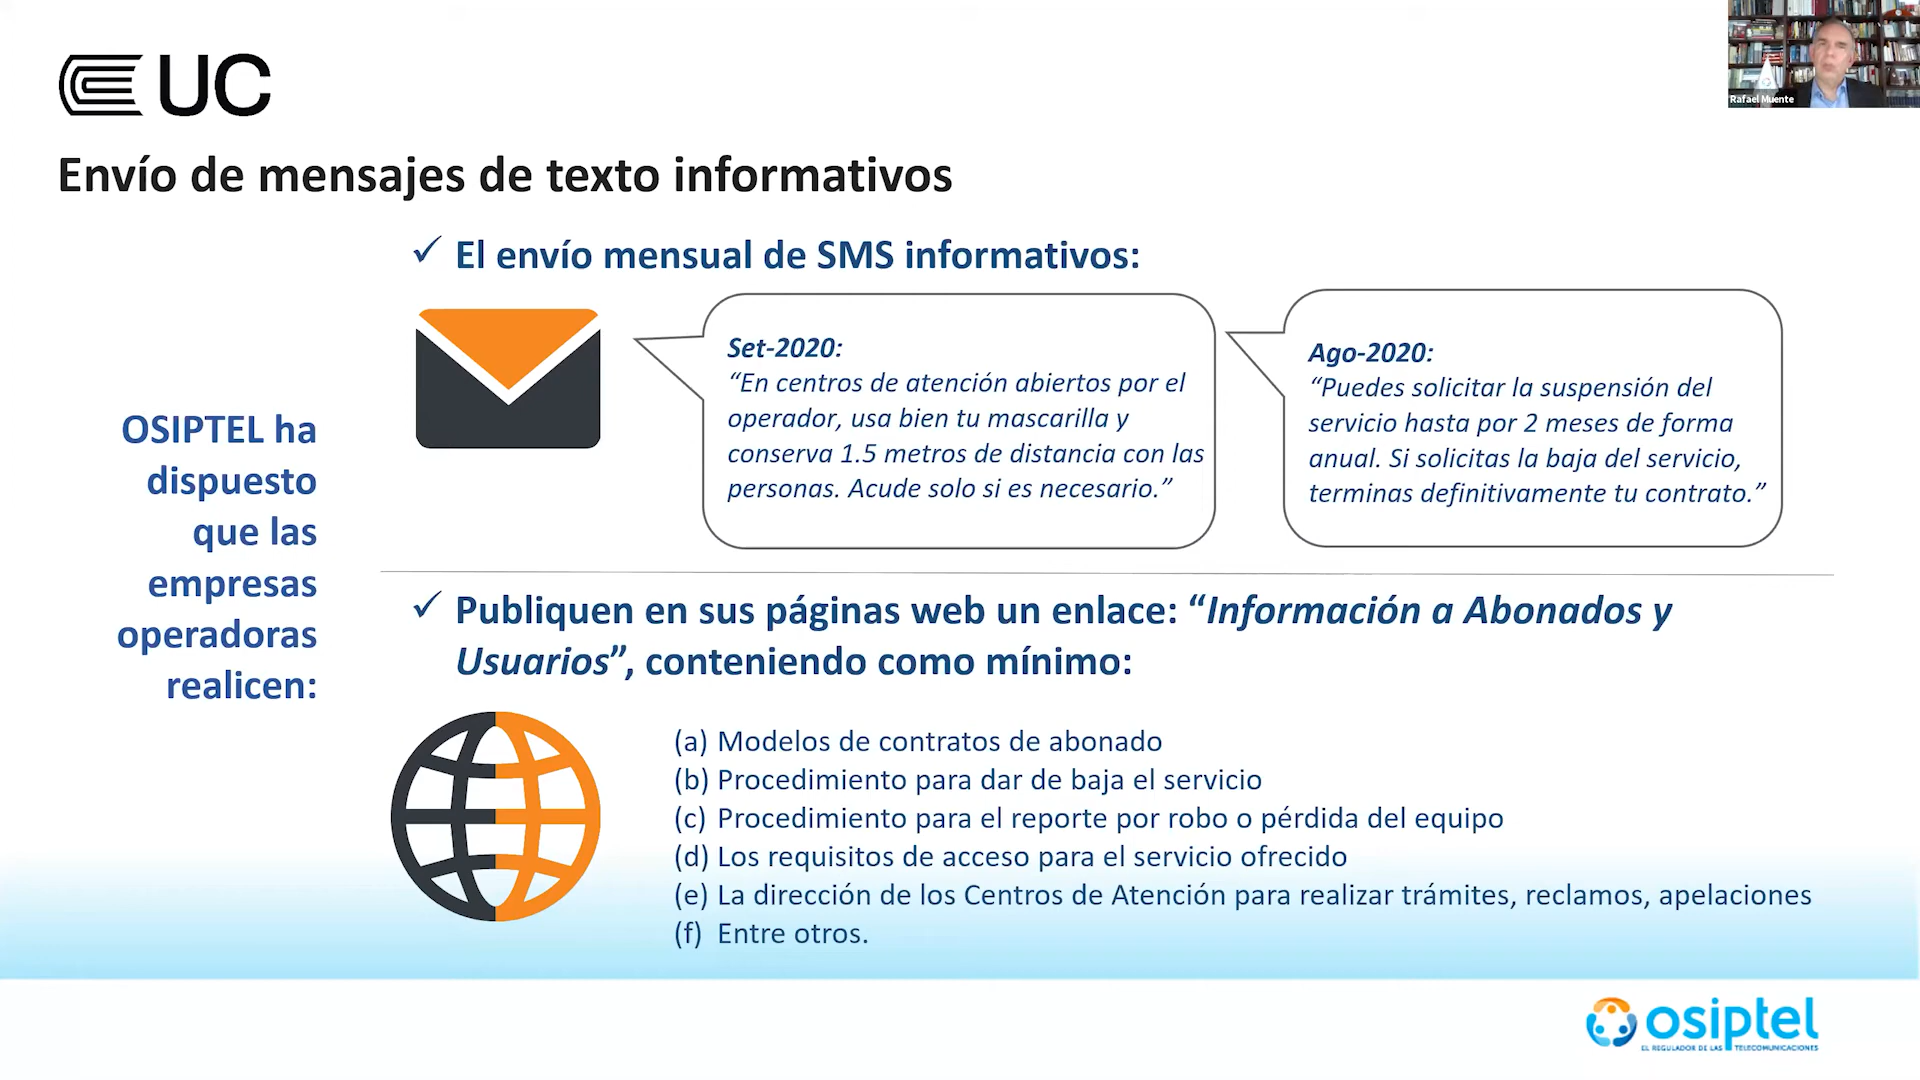 UC
Rafael Muente
Envío de mensajes de texto informativos
OSIPTEL ha
dispuesto
que las
empresas
operadoras
realicen:
✓ El envío mensual de SMS informativos:
Set-2020:
“En centros de atención abiertos por el
operador, usa bien tu mascarilla y
conserva 1.5 metros de distancia con las
personas. Acude solo si es necesario.”
Ago-2020:
“Puedes solicitar la suspensión del
servicio hasta por 2 meses de forma
anual. Si solicitas la baja del servicio,
terminas definitivamente tu contrato.”
✓ Publiquen en sus páginas web un enlace: “Información a Abonados y
Usuarios”, conteniendo como mínimo:
(a) Modelos de contratos de abonado
(b) Procedimiento para dar de baja el servicio
(c) Procedimiento para el reporte por robo o pérdida del equipo
(d) Los requisitos de acceso para el servicio ofrecido
(e) La dirección de los Centros de Atención para realizar trámites, reclamos, apelaciones
(f) Entre otros.
osiptel
EL REGULADOR DE LAS TELECOMUNICACIONES